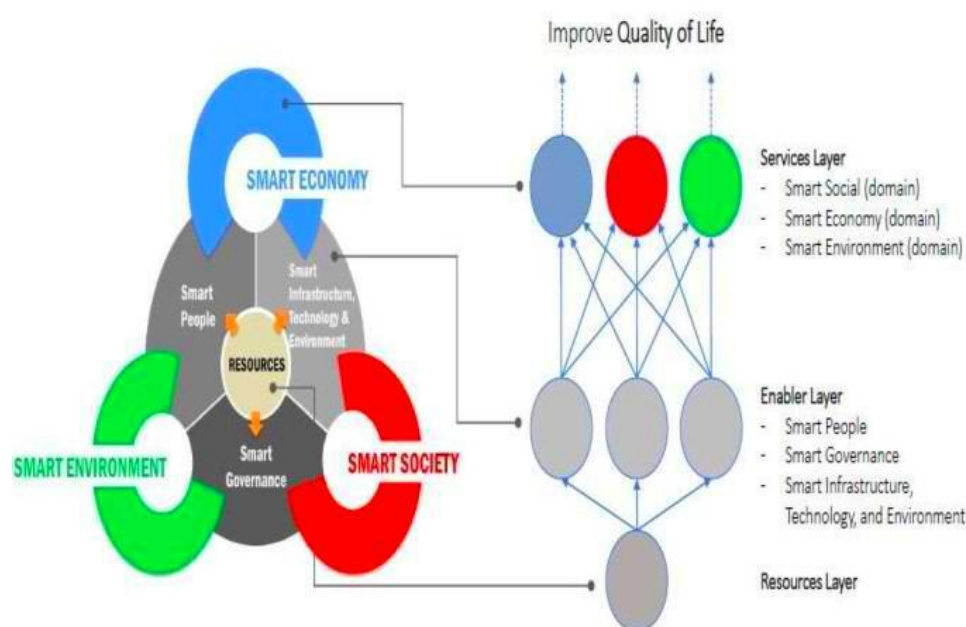 Improve Quality of Life
SMART ECONOMY
Smart
People
Smart
Infrastructure,
Technology &
Environment
RESOURCES
SMART ENVIRONMENT
Smart
Governance
SMART SOCIETY
Services Layer
- Smart Social (domain)
- Smart Economy (domain)
- Smart Environment (domain)
Enabler Layer
- Smart People
- Smart Governance
- Smart Infrastructure,
Technology, and Environment
Resources Layer